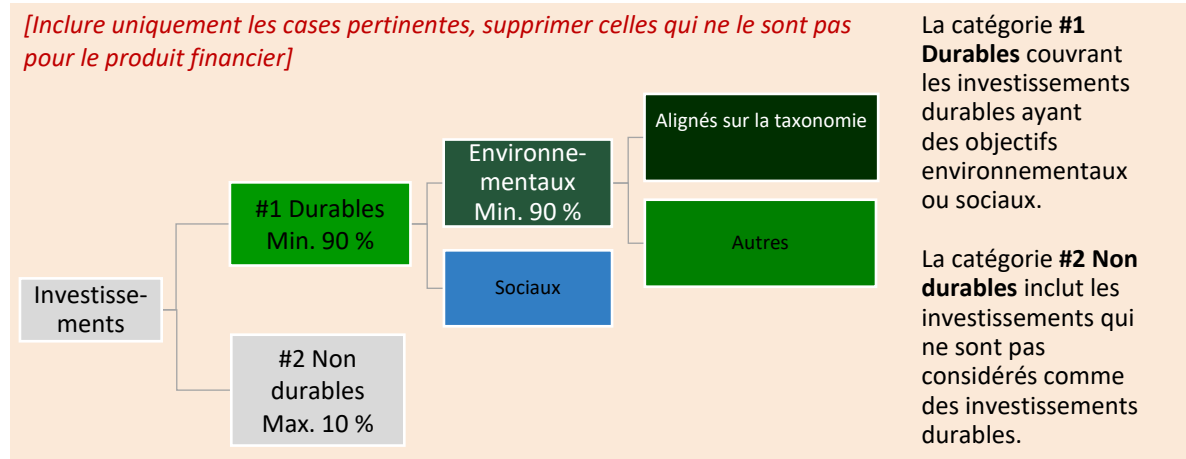 [Inclure uniquement les cases pertinentes, supprimer celles qui ne le sont pas
pour le produit financier]
Investisse-
ments
#1 Durables
Min. 90 %
#2 Non
durables
Max. 10 %
Environne-
mentaux
Min. 90 %
Sociaux
Alignés sur la taxonomie
Autres
La catégorie #1
Durables couvrant
les investissements
durables ayant
des objectifs
environnementaux
ou sociaux.
La catégorie #2 Non
durables inclut les
investissements qui
ne sont pas
considérés comme
des investissements
durables.